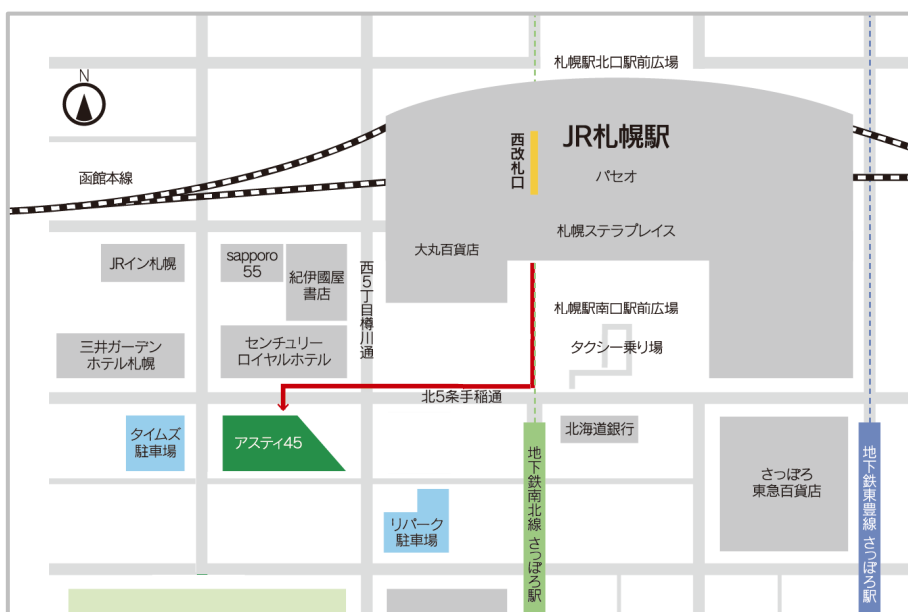 札幌駅北口駅前広場
N
JR札幌駅
西改札口
パセオ
函館本線
札幌ステラプレイス
大丸百貨店
JRイン札幌
sapporo
55
紀伊國屋
書店
西5丁目樽川通
札幌駅南口駅前広場
タクシー乗り場
三井ガーデン
ホテル札幌
センチュリー
ロイヤルホテル
北5条手稲通
タイムズ
駐車場
アスティ45
北海道銀行
地下鉄南北線 さっぽろ駅
さっぽろ
東急百貨店
地下鉄東豊線 さっぽろ駅
リパーク
駐車場